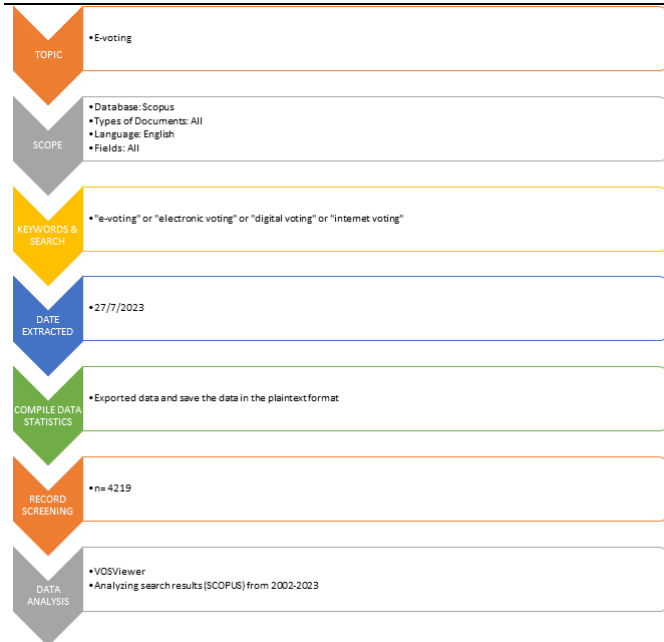 TOPIC
•E-voting
SCOPE
•Database: Scopus
•Types of Documents: All
•Language: English
•Fields: All
KEYWORDS &
SEARCH
•"e-voting" or "electronic voting" or "digital voting" or "internet voting"
DATE
EXTRACTED
•27/7/2023
COMPILE DATA
STATISTICS
•Exported data and save the data in the plaintext format
RECORD
SCREENING
•n= 4219
DATA
ANALYSIS
•VOSViewer
•Analyzing search results (SCOPUS) from 2002-2023